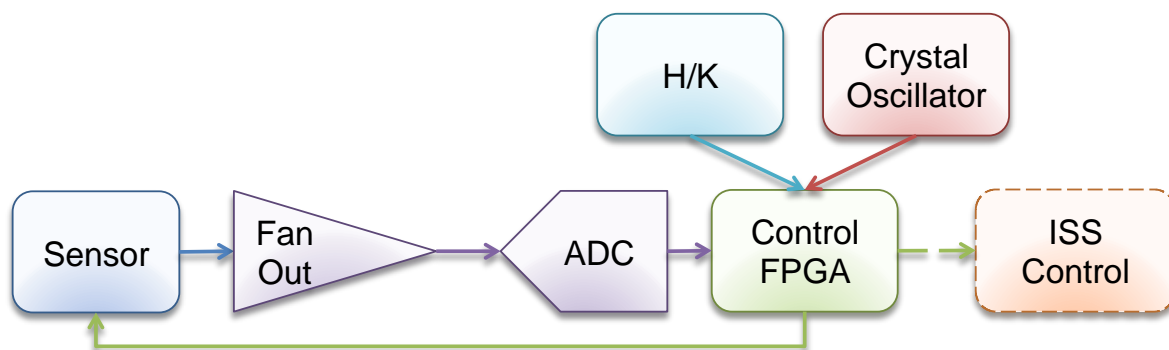 H/K
Crystal
Oscillator
Sensor
Fan
Out
ADC
Control
FPGA
ISS
Control